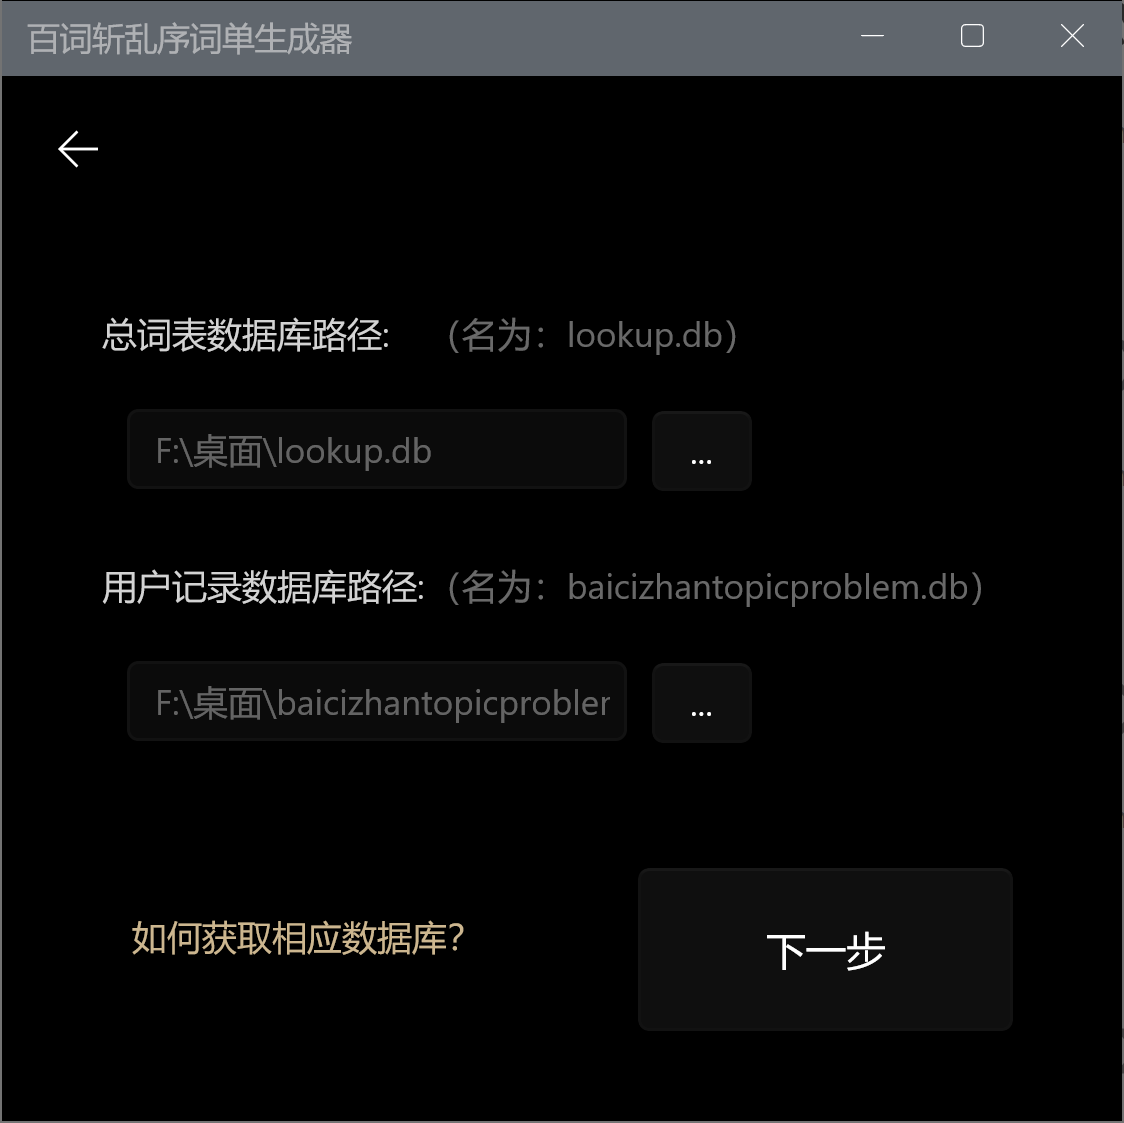 百词斩乱序词单生成器
总词表数据库路径: （名为：lookup.db）
F:\桌面\lookup.db
...
用户记录数据库路径:（名为：baicizhantopicproblem.db）
F:\桌面\baicizhantopicprobler
...
如何获取相应数据库?
下一步